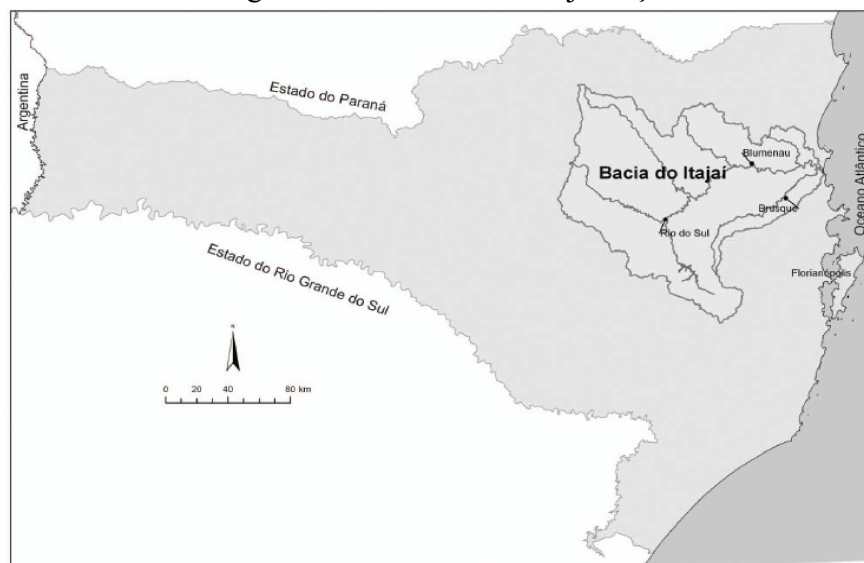 Argentina
Estado do Paraná
Blumenau
Bacia do Itajaí
Brusque
Rio do Sul
Oceano Atlântico
Estado do Rio Grande do Sul
Florianópolis
N
0 20 40 80 km